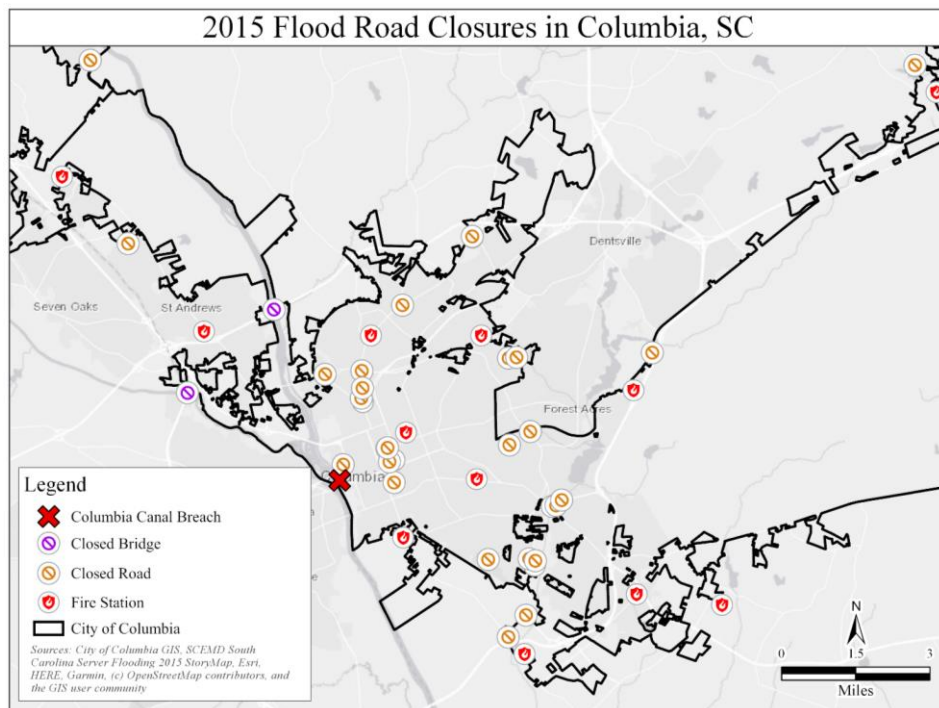 2015 Flood Road Closures in Columbia, SC
Dentsville
Seven Oaks
St Andrews
Forest Acres
Columbia
Legend
Columbia Canal Breach
Closed Bridge
Closed Road
Fire Station
City of Columbia
Sources: City of Columbia GIS, SCEMD South
Carolina Server Flooding 2015 StoryMap, Esri,
HERE, Garmin, (c) OpenStreetMap contributors, and
the GIS user community
N
0 1.5 3
Miles